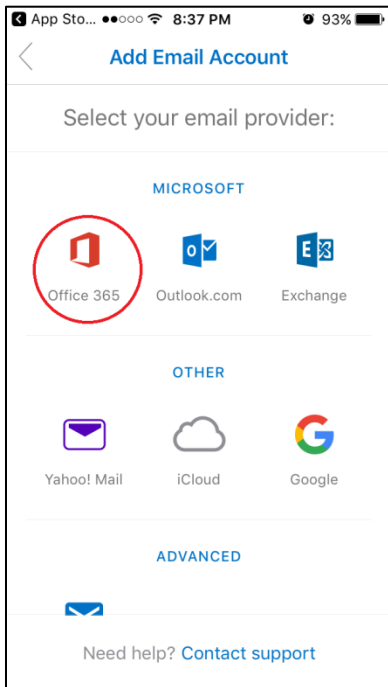 App Sto... 8:37 PM 93%
Add Email Account
Select your email provider:
MICROSOFT
Office 365 Outlook.com Exchange
OTHER
Yahoo! Mail iCloud Google
ADVANCED
Need help? Contact support